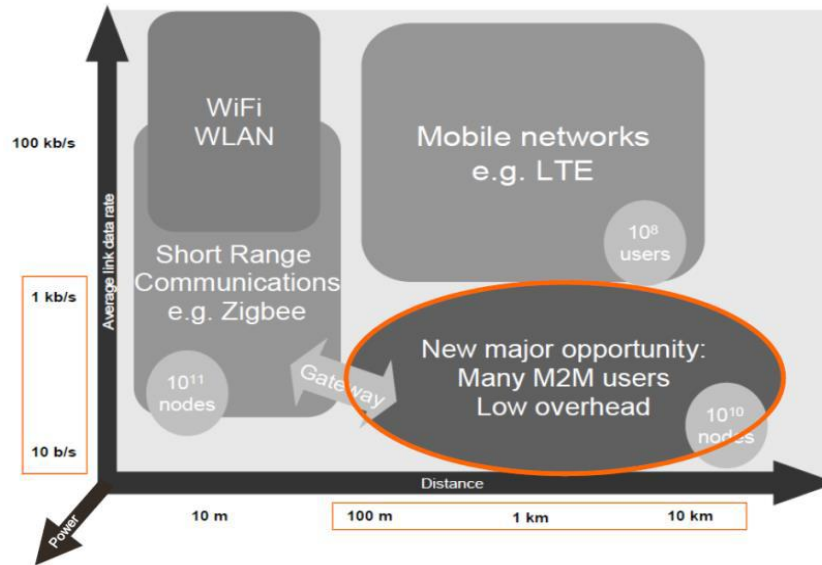 WiFi
WLAN
Mobile networks
e.g. LTE
10⁸
users
Short Range
Communications
e.g. Zigbee
10¹¹
nodes
Gateway
New major opportunity:
Many M2M users
Low overhead
10¹⁰
nodes
100 kb/s
1 kb/s
10 b/s
Average link data rate
Distance
Power
10 m
100 m
1 km
10 km